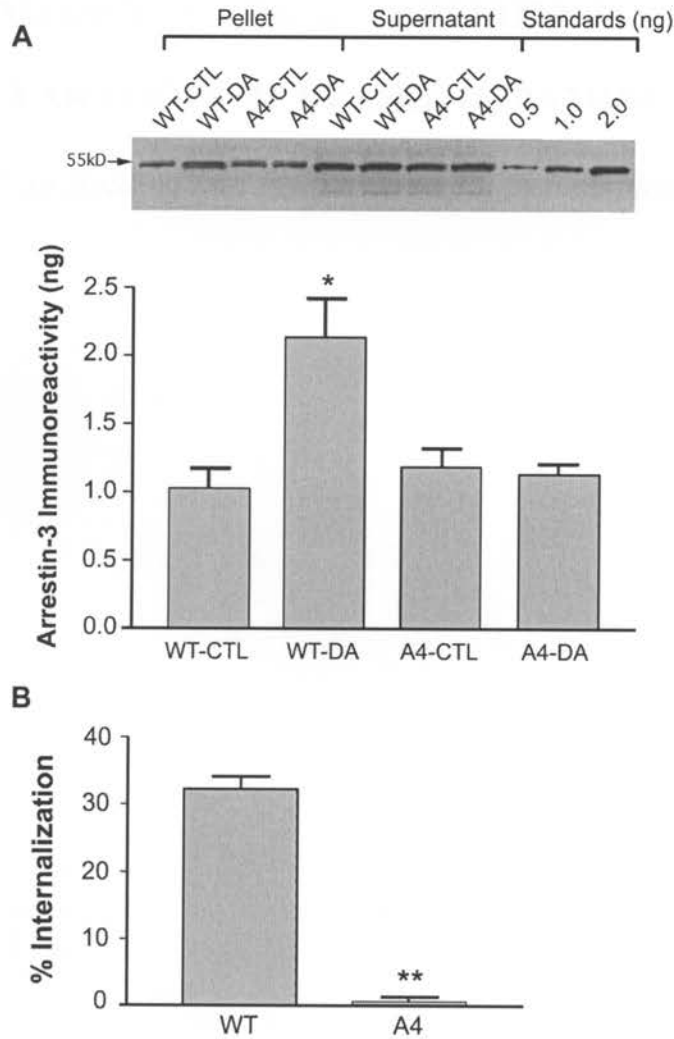 A
Pellet Supernatant Standards (ng)
WT-CTL WT-DA A4-CTL A4-DA WT-CTL WT-DA A4-CTL A4-DA 0.5 1.0 2.0
55kD
Arrestin-3 Immunoreactivity (ng)
2.5
2.0
1.5
1.0
0.5
0.0
*
WT-CTL WT-DA A4-CTL A4-DA
B
% Internalization
40
30
20
10
0
**
WT A4